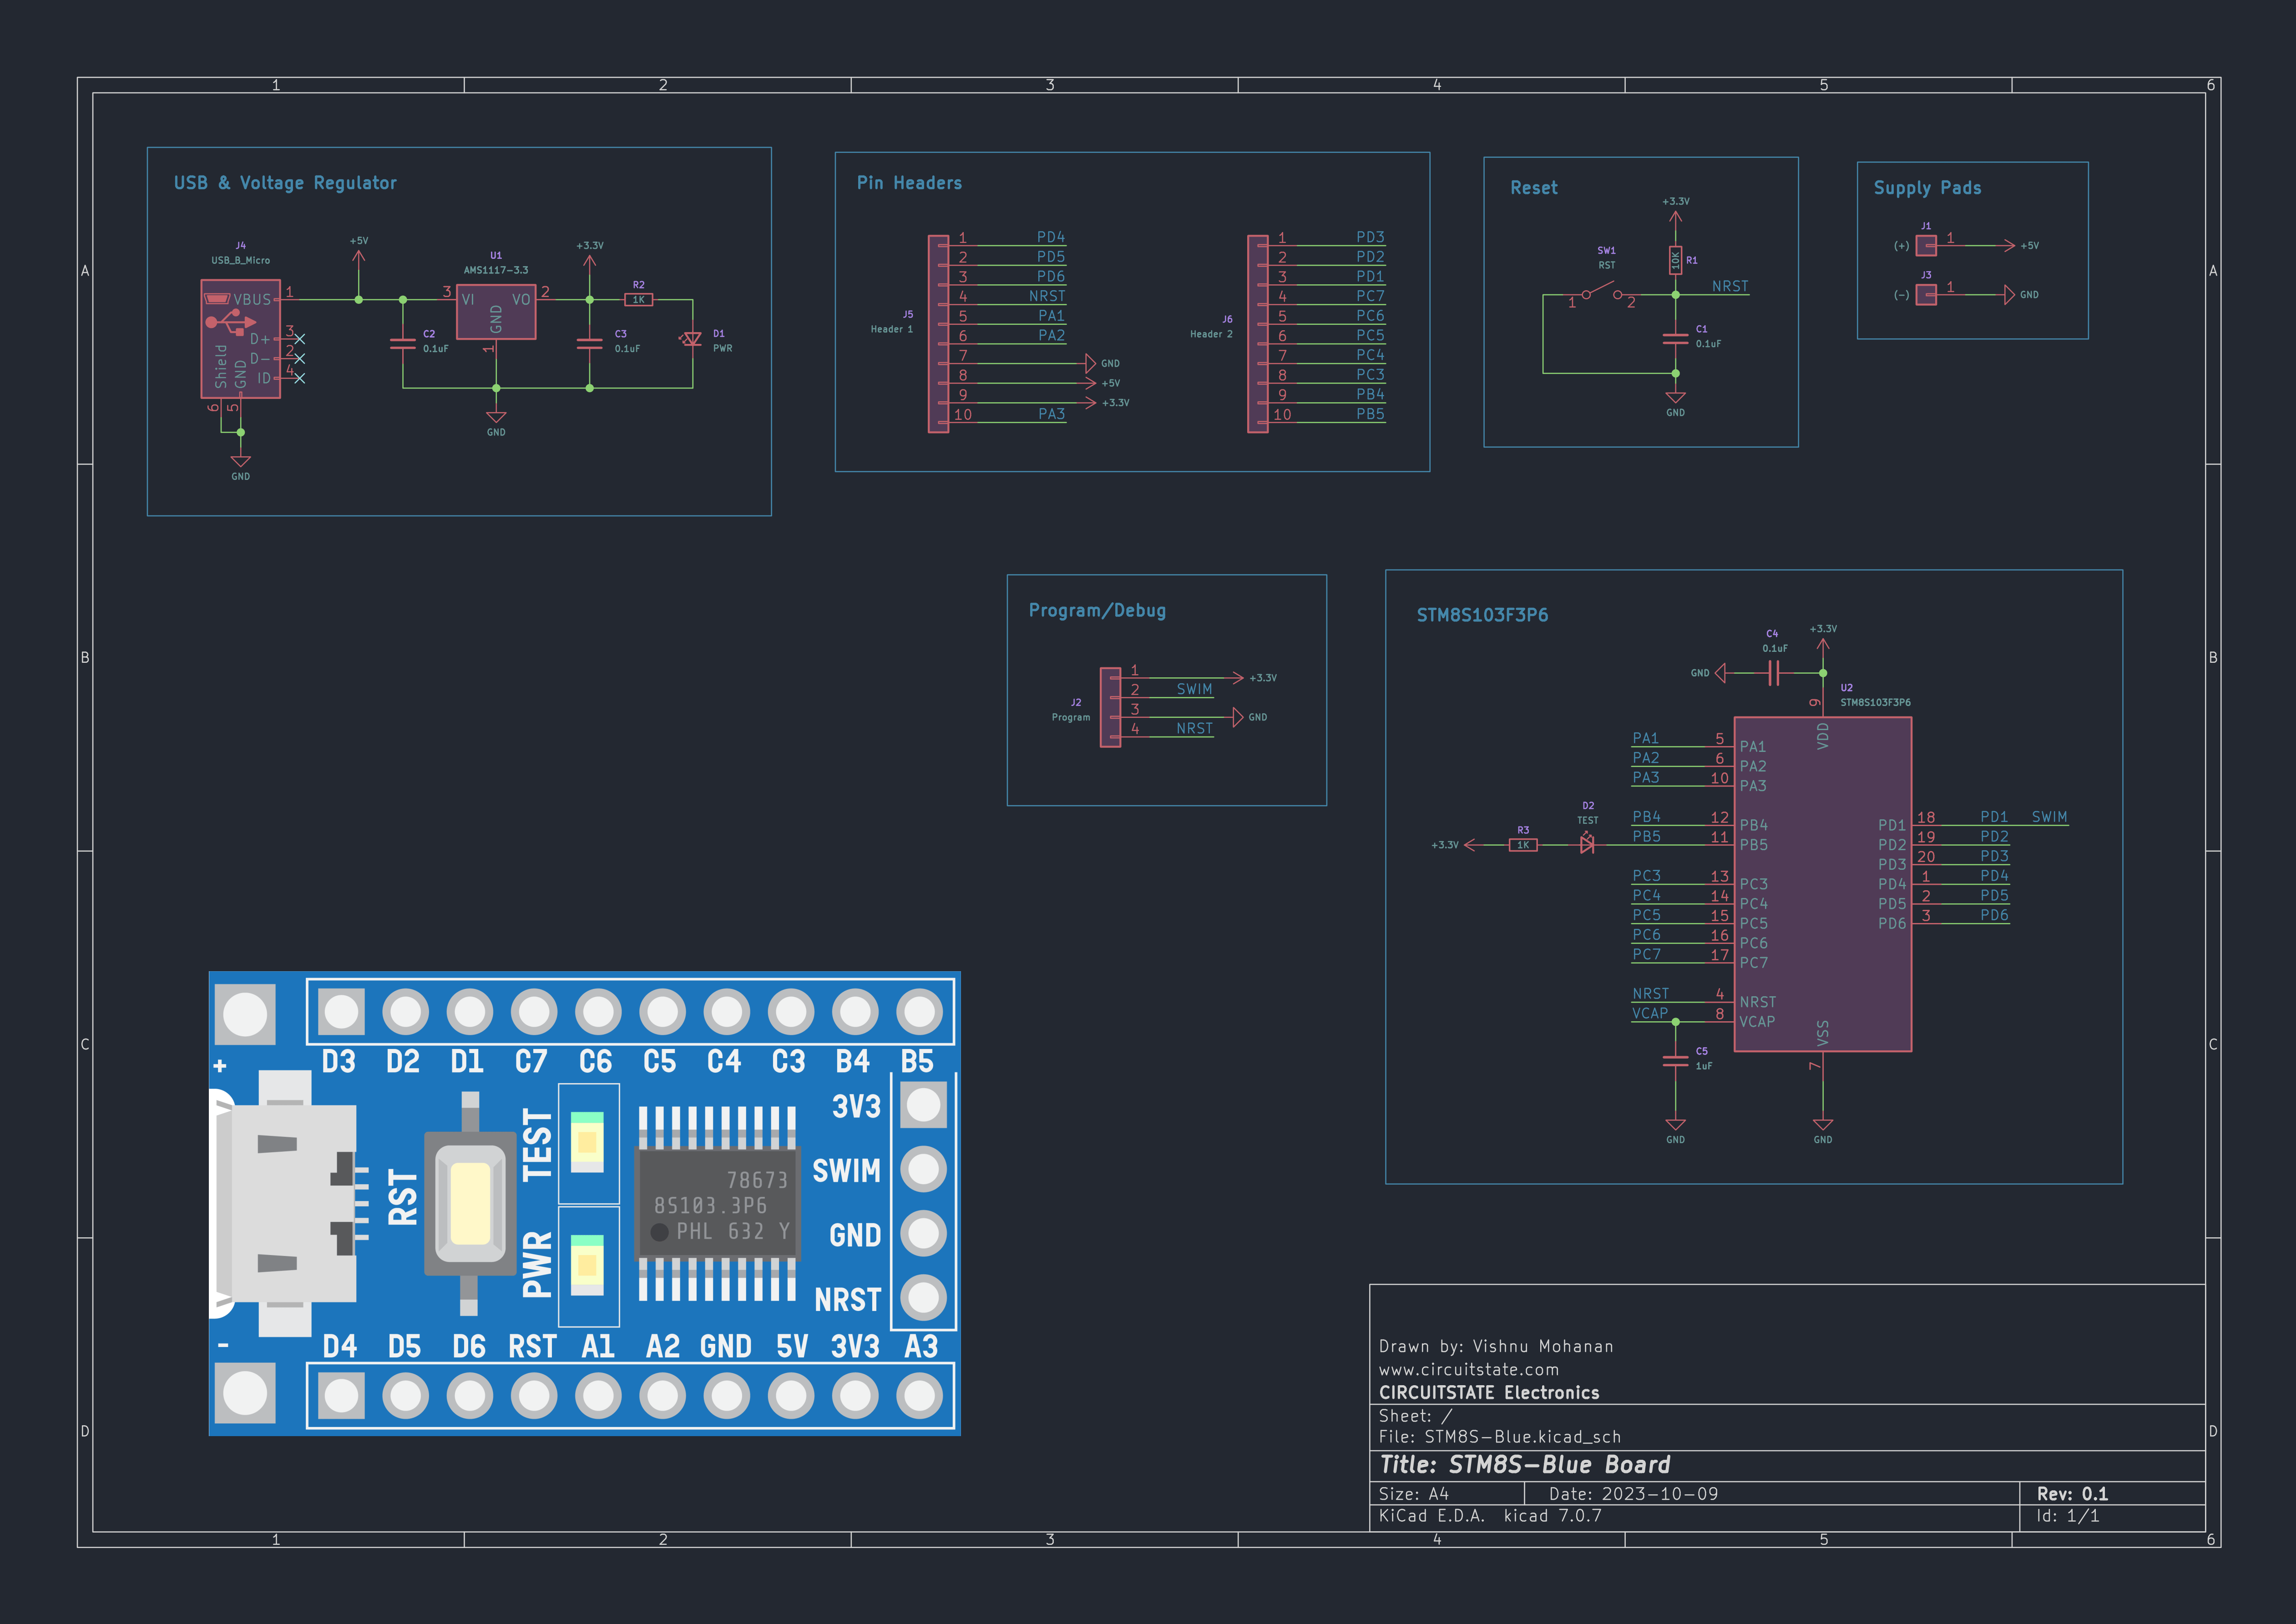 1 2 3 4 5 6
A
B
C
D
USB & Voltage Regulator
J4
USB_B_Micro
VBUS 1
D+ 3
D- 2
ID 4
Shield
GND
6 5
GND
+5V
U1
AMS1117-3.3
3 VI VO 2
GND
1
GND
C2
0.1uF
+3.3V
C3
0.1uF
R2
1K
D1
PWR
Pin Headers
J5
Header 1
1 PD4
2 PD5
3 PD6
4 NRST
5 PA1
6 PA2
7 GND
8 +5V
9 +3.3V
10 PA3
J6
Header 2
1 PD3
2 PD2
3 PD1
4 PC7
5 PC6
6 PC5
7 PC4
8 PC3
9 PB4
10 PB5
Reset
+3.3V
SW1
RST
1 2
10K R1
NRST
C1
0.1uF
GND
Supply Pads
J1
(+) 1 +5V
J3
(-) 1 GND
Program/Debug
J2
Program
1 +3.3V
2 SWIM
3 GND
4 NRST
STM8S103F3P6
+3.3V
C4
0.1uF
GND
U2
STM8S103F3P6
9
VDD
PA1 5 PA1
PA2 6 PA2
PA3 10 PA3
PB4 12 PB4
PB5 11 PB5
D2
TEST
R3
1K
+3.3V
PC3 13 PC3
PC4 14 PC4
PC5 15 PC5
PC6 16 PC6
PC7 17 PC7
NRST 4 NRST
VCAP 8 VCAP
PD1 18 PD1 SWIM
PD2 19 PD2
PD3 20 PD3
PD4 1 PD4
PD5 2 PD5
PD6 3 PD6
VSS
7
C5
1uF
GND
GND
+ D3 D2 D1 C7 C6 C5 C4 C3 B4 B5
3V3
SWIM
GND
NRST
RST
TEST
PWR
78673
8S103.3P6
PHL 632 Y
- D4 D5 D6 RST A1 A2 GND 5V 3V3 A3
Drawn by: Vishnu Mohanan
www.circuitstate.com
CIRCUITSTATE Electronics
Sheet: /
File: STM8S-Blue.kicad_sch
Title: STM8S-Blue Board
Size: A4 Date: 2023-10-09 Rev: 0.1
KiCad E.D.A. kicad 7.0.7 Id: 1/1
A
B
C
D
1 2 3 4 5 6